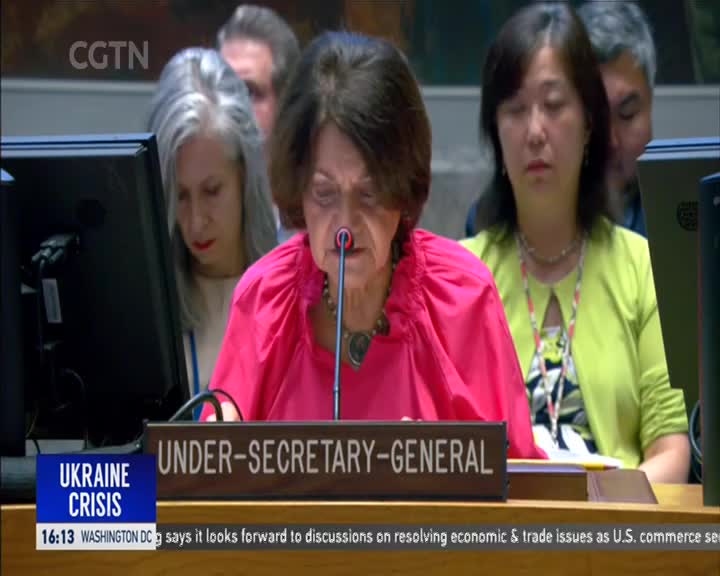 CGTN
UNDER-SECRETARY-GENERAL
UKRAINE
CRISIS
16:13 WASHINGTON DC
says it looks forward to discussions on resolving economic & trade issues as U.S. commerce